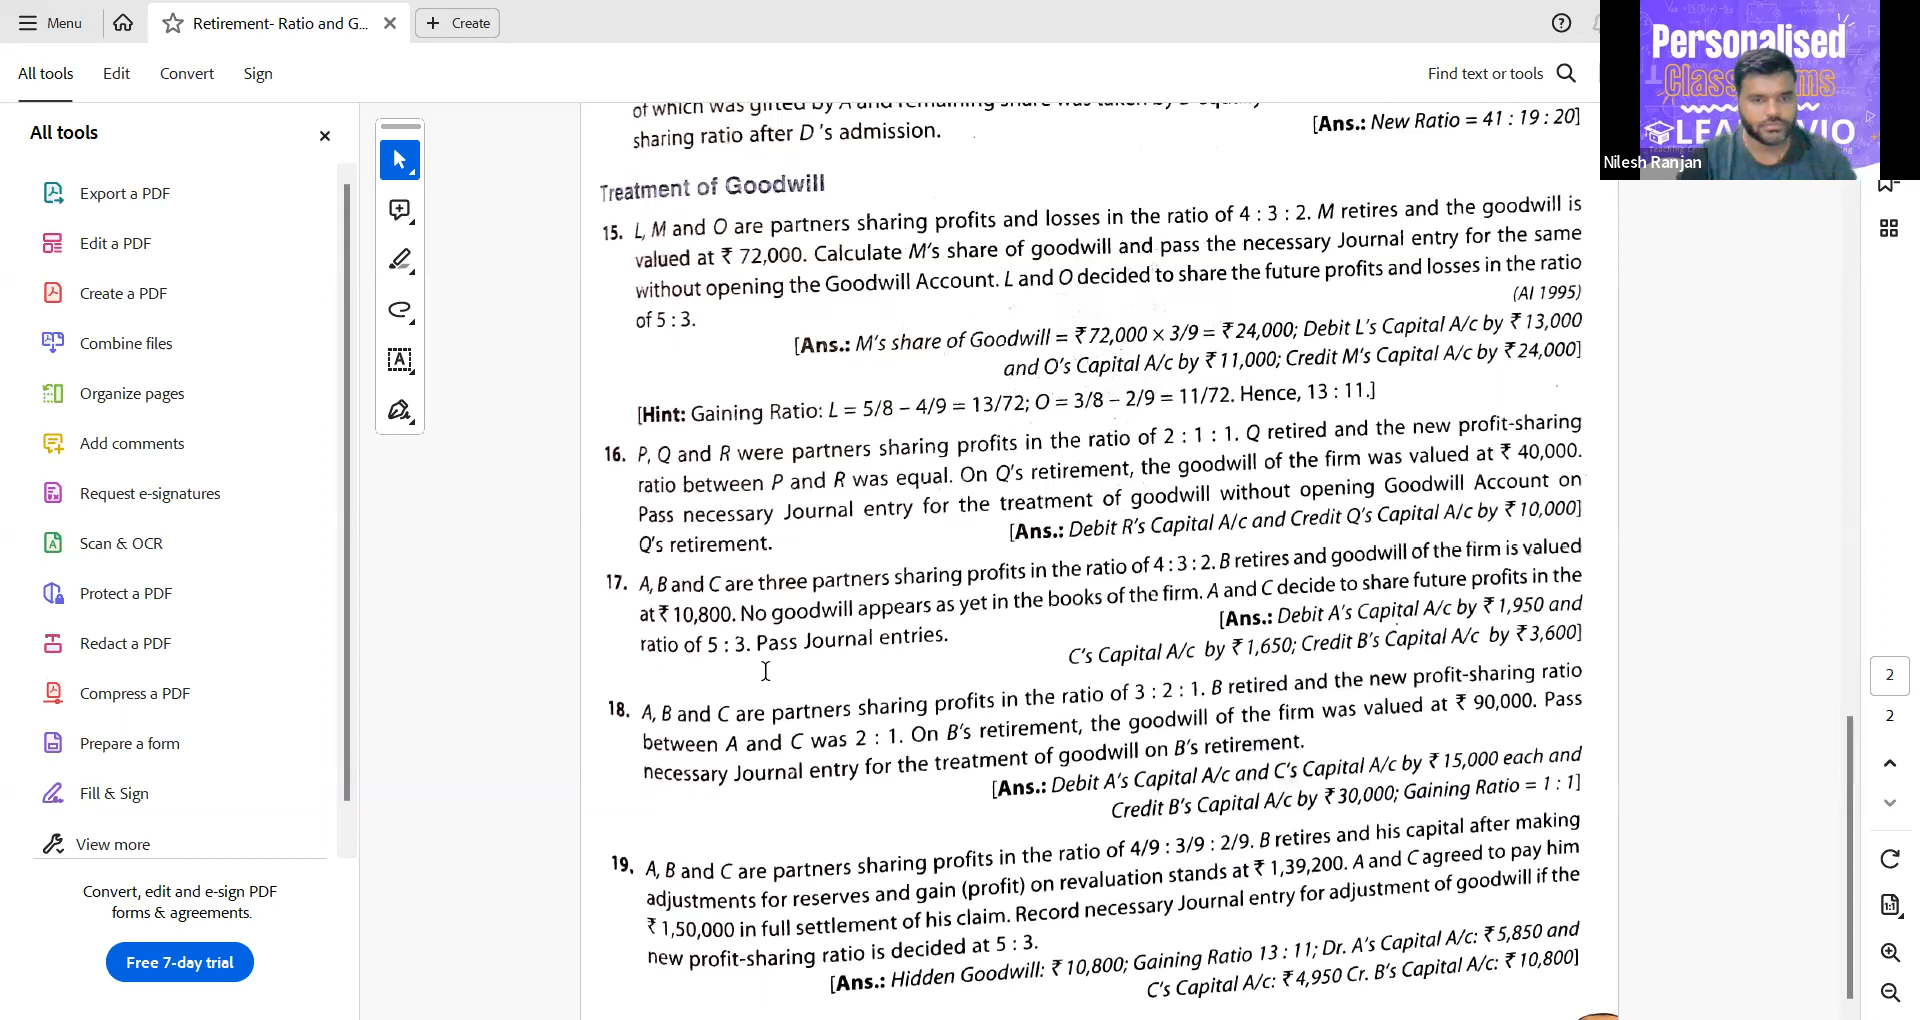 Menu
Retirement- Ratio and G...
Create
All tools
Edit
Convert
Sign
Find text or tools
All tools
Export a PDF
Edit a PDF
Create a PDF
Combine files
Organize pages
Add comments
Request e-signatures
Scan & OCR
Protect a PDF
Redact a PDF
Compress a PDF
Prepare a form
Fill & Sign
View more
Convert, edit and e-sign PDF
forms & agreements.
Free 7-day trial
of which was gifted by A and remaining share was taken by D
sharing ratio after D's admission.
[Ans.: New Ratio = 41 : 19 : 20]
Treatment of Goodwill
15. L, M and O are partners sharing profits and losses in the ratio of 4 : 3 : 2. M retires and the goodwill is
valued at ₹ 72,000. Calculate M's share of goodwill and pass the necessary Journal entry for the same
without opening the Goodwill Account. L and O decided to share the future profits and losses in the ratio
of 5 : 3.
(AI 1995)
[Ans.: M's share of Goodwill = ₹ 72,000 × 3/9 = ₹ 24,000; Debit L's Capital A/c by ₹ 13,000
and O's Capital A/c by ₹ 11,000; Credit M's Capital A/c by ₹ 24,000]
[Hint: Gaining Ratio: L = 5/8 – 4/9 = 13/72; O = 3/8 – 2/9 = 11/72. Hence, 13 : 11.]
16. P, Q and R were partners sharing profits in the ratio of 2 : 1 : 1. Q retired and the new profit-sharing
ratio between P and R was equal. On Q's retirement, the goodwill of the firm was valued at ₹ 40,000.
Pass necessary Journal entry for the treatment of goodwill without opening Goodwill Account on
Q's retirement.
[Ans.: Debit R's Capital A/c and Credit Q's Capital A/c by ₹ 10,000]
17. A, B and C are three partners sharing profits in the ratio of 4 : 3 : 2. B retires and goodwill of the firm is valued
at ₹ 10,800. No goodwill appears as yet in the books of the firm. A and C decide to share future profits in the
ratio of 5 : 3. Pass Journal entries.
[Ans.: Debit A's Capital A/c by ₹ 1,950 and
C's Capital A/c by ₹ 1,650; Credit B's Capital A/c by ₹ 3,600]
18. A, B and C are partners sharing profits in the ratio of 3 : 2 : 1. B retired and the new profit-sharing ratio
between A and C was 2 : 1. On B's retirement, the goodwill of the firm was valued at ₹ 90,000. Pass
necessary Journal entry for the treatment of goodwill on B's retirement.
[Ans.: Debit A's Capital A/c and C's Capital A/c by ₹ 15,000 each and
Credit B's Capital A/c by ₹ 30,000; Gaining Ratio = 1 : 1]
19. A, B and C are partners sharing profits in the ratio of 4/9 : 3/9 : 2/9. B retires and his capital after making
adjustments for reserves and gain (profit) on revaluation stands at ₹ 1,39,200. A and C agreed to pay him
₹ 1,50,000 in full settlement of his claim. Record necessary Journal entry for adjustment of goodwill if the
new profit-sharing ratio is decided at 5 : 3.
[Ans.: Hidden Goodwill: ₹ 10,800; Gaining Ratio 13 : 11; Dr. A's Capital A/c: ₹ 5,850 and
C's Capital A/c: ₹ 4,950 Cr. B's Capital A/c: ₹ 10,800]
Personalised
Nilesh Ranjan
2
2
1:1